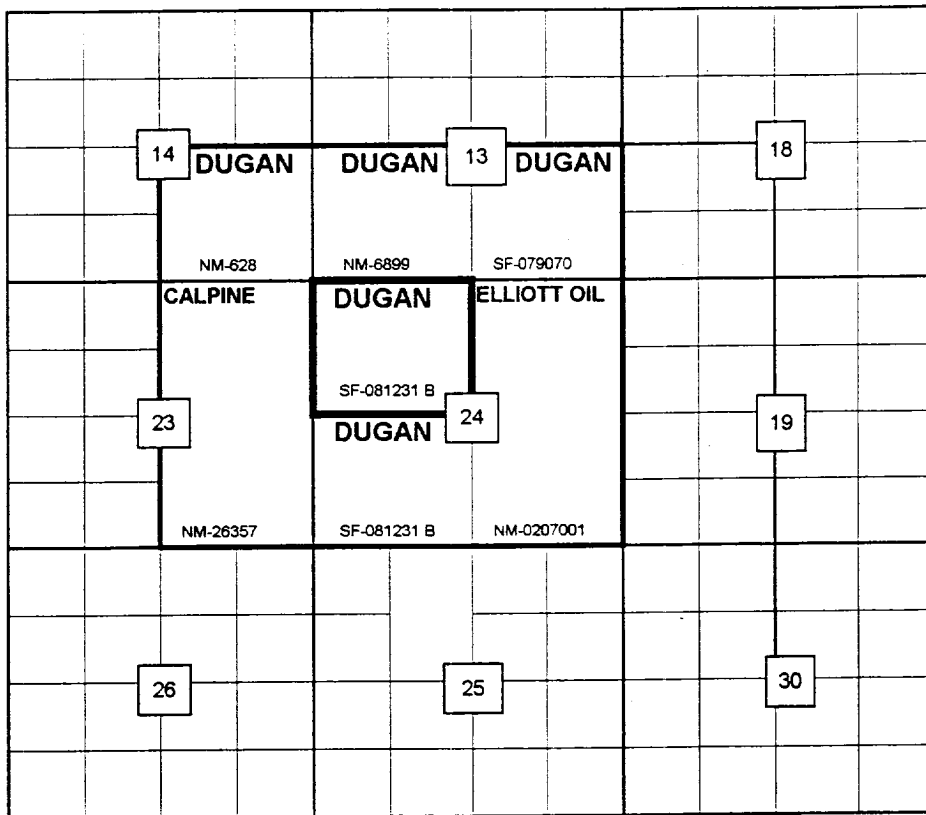 14 DUGAN DUGAN 13 DUGAN 18
NM-628 NM-6899 SF-079070
CALPINE DUGAN ELLIOTT OIL
SF-081231 B
23 DUGAN 24 19
NM-26357 SF-081231 B NM-0207001
26 25 30